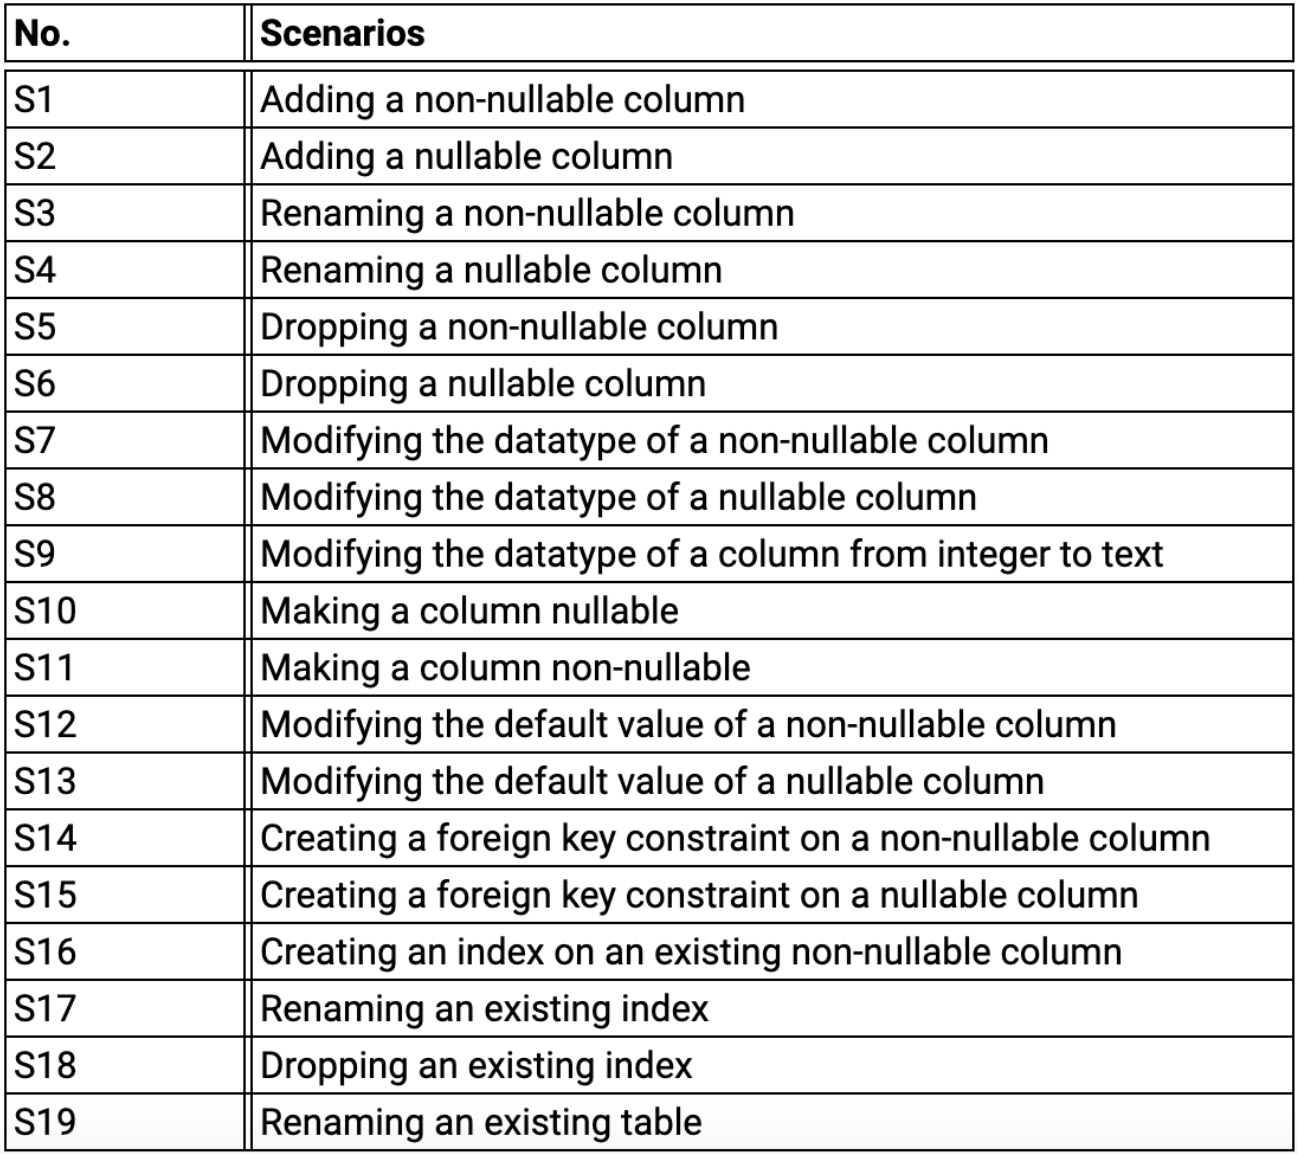 No. Scenarios
S1 Adding a non-nullable column
S2 Adding a nullable column
S3 Renaming a non-nullable column
S4 Renaming a nullable column
S5 Dropping a non-nullable column
S6 Dropping a nullable column
S7 Modifying the datatype of a non-nullable column
S8 Modifying the datatype of a nullable column
S9 Modifying the datatype of a column from integer to text
S10 Making a column nullable
S11 Making a column non-nullable
S12 Modifying the default value of a non-nullable column
S13 Modifying the default value of a nullable column
S14 Creating a foreign key constraint on a non-nullable column
S15 Creating a foreign key constraint on a nullable column
S16 Creating an index on an existing non-nullable column
S17 Renaming an existing index
S18 Dropping an existing index
S19 Renaming an existing table